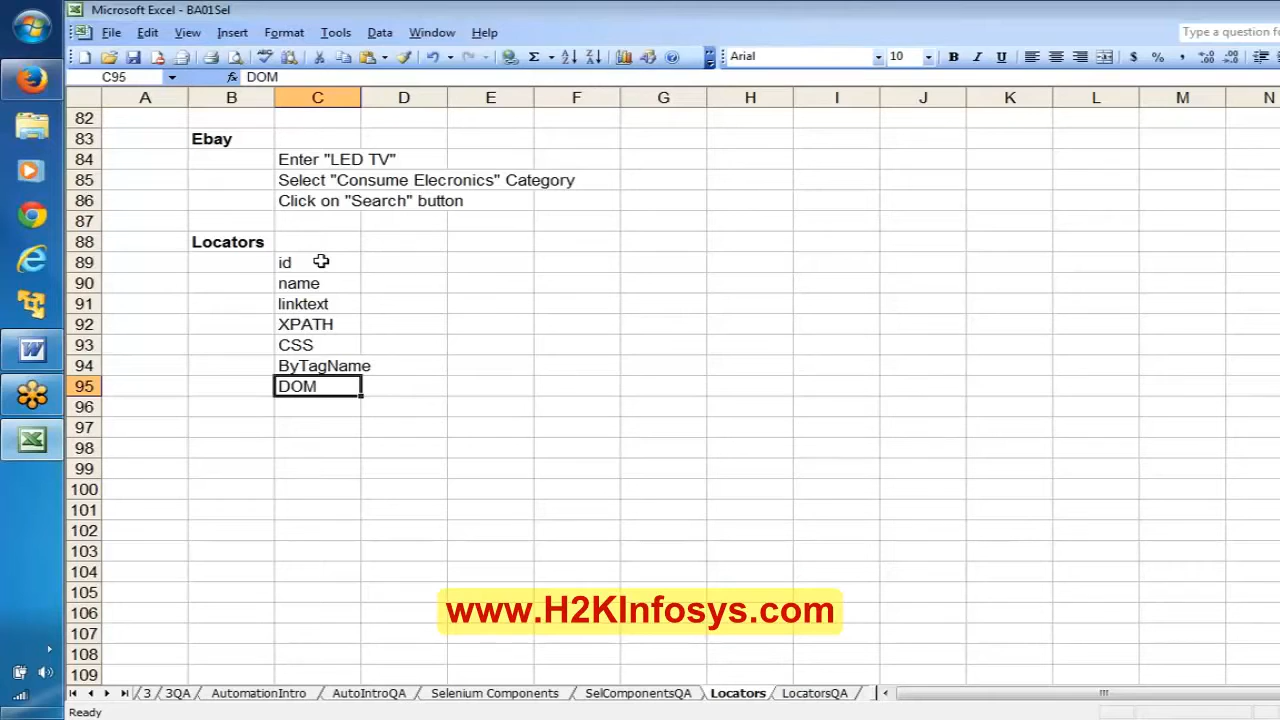 Microsoft Excel - BA01Sel
File Edit View Insert Format Tools Data Window Help
Type a question for
Arial 10 B I U $ %
C95 fx DOM
A B C D E F G H I J K L M N
82
83 Ebay
84 Enter "LED TV"
85 Select "Consume Elecronics" Category
86 Click on "Search" button
87
88 Locators
89 id
90 name
91 linktext
92 XPATH
93 CSS
94 ByTagName
95 DOM
96
97
98
99
100
101
102
103
104
105
106
107
108
109
www.H2KInfosys.com
3 3QA AutomationIntro AutoIntroQA Selenium Components SelComponentsQA Locators LocatorsQA
Ready